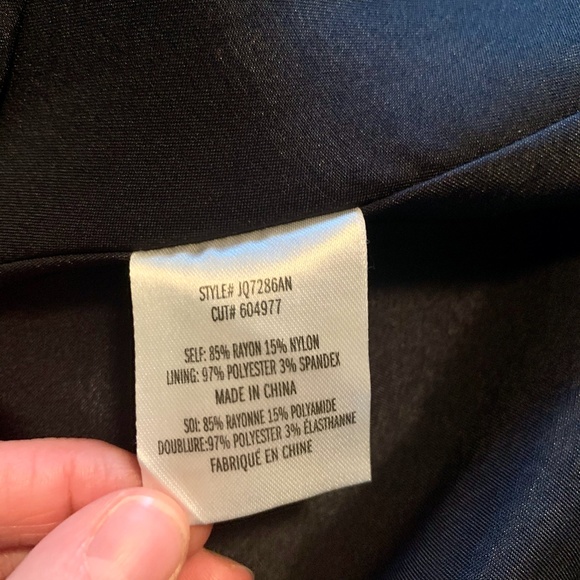 STYLE# JQ7286AN
CUT# 604977
SELF: 85% RAYON 15% NYLON
LINING: 97% POLYESTER 3% SPANDEX
MADE IN CHINA
SOI: 85% RAYONNE 15% POLYAMIDE
DOUBLURE:97% POLYESTER 3% ÉLASTHANNE
FABRIQUÉ EN CHINE